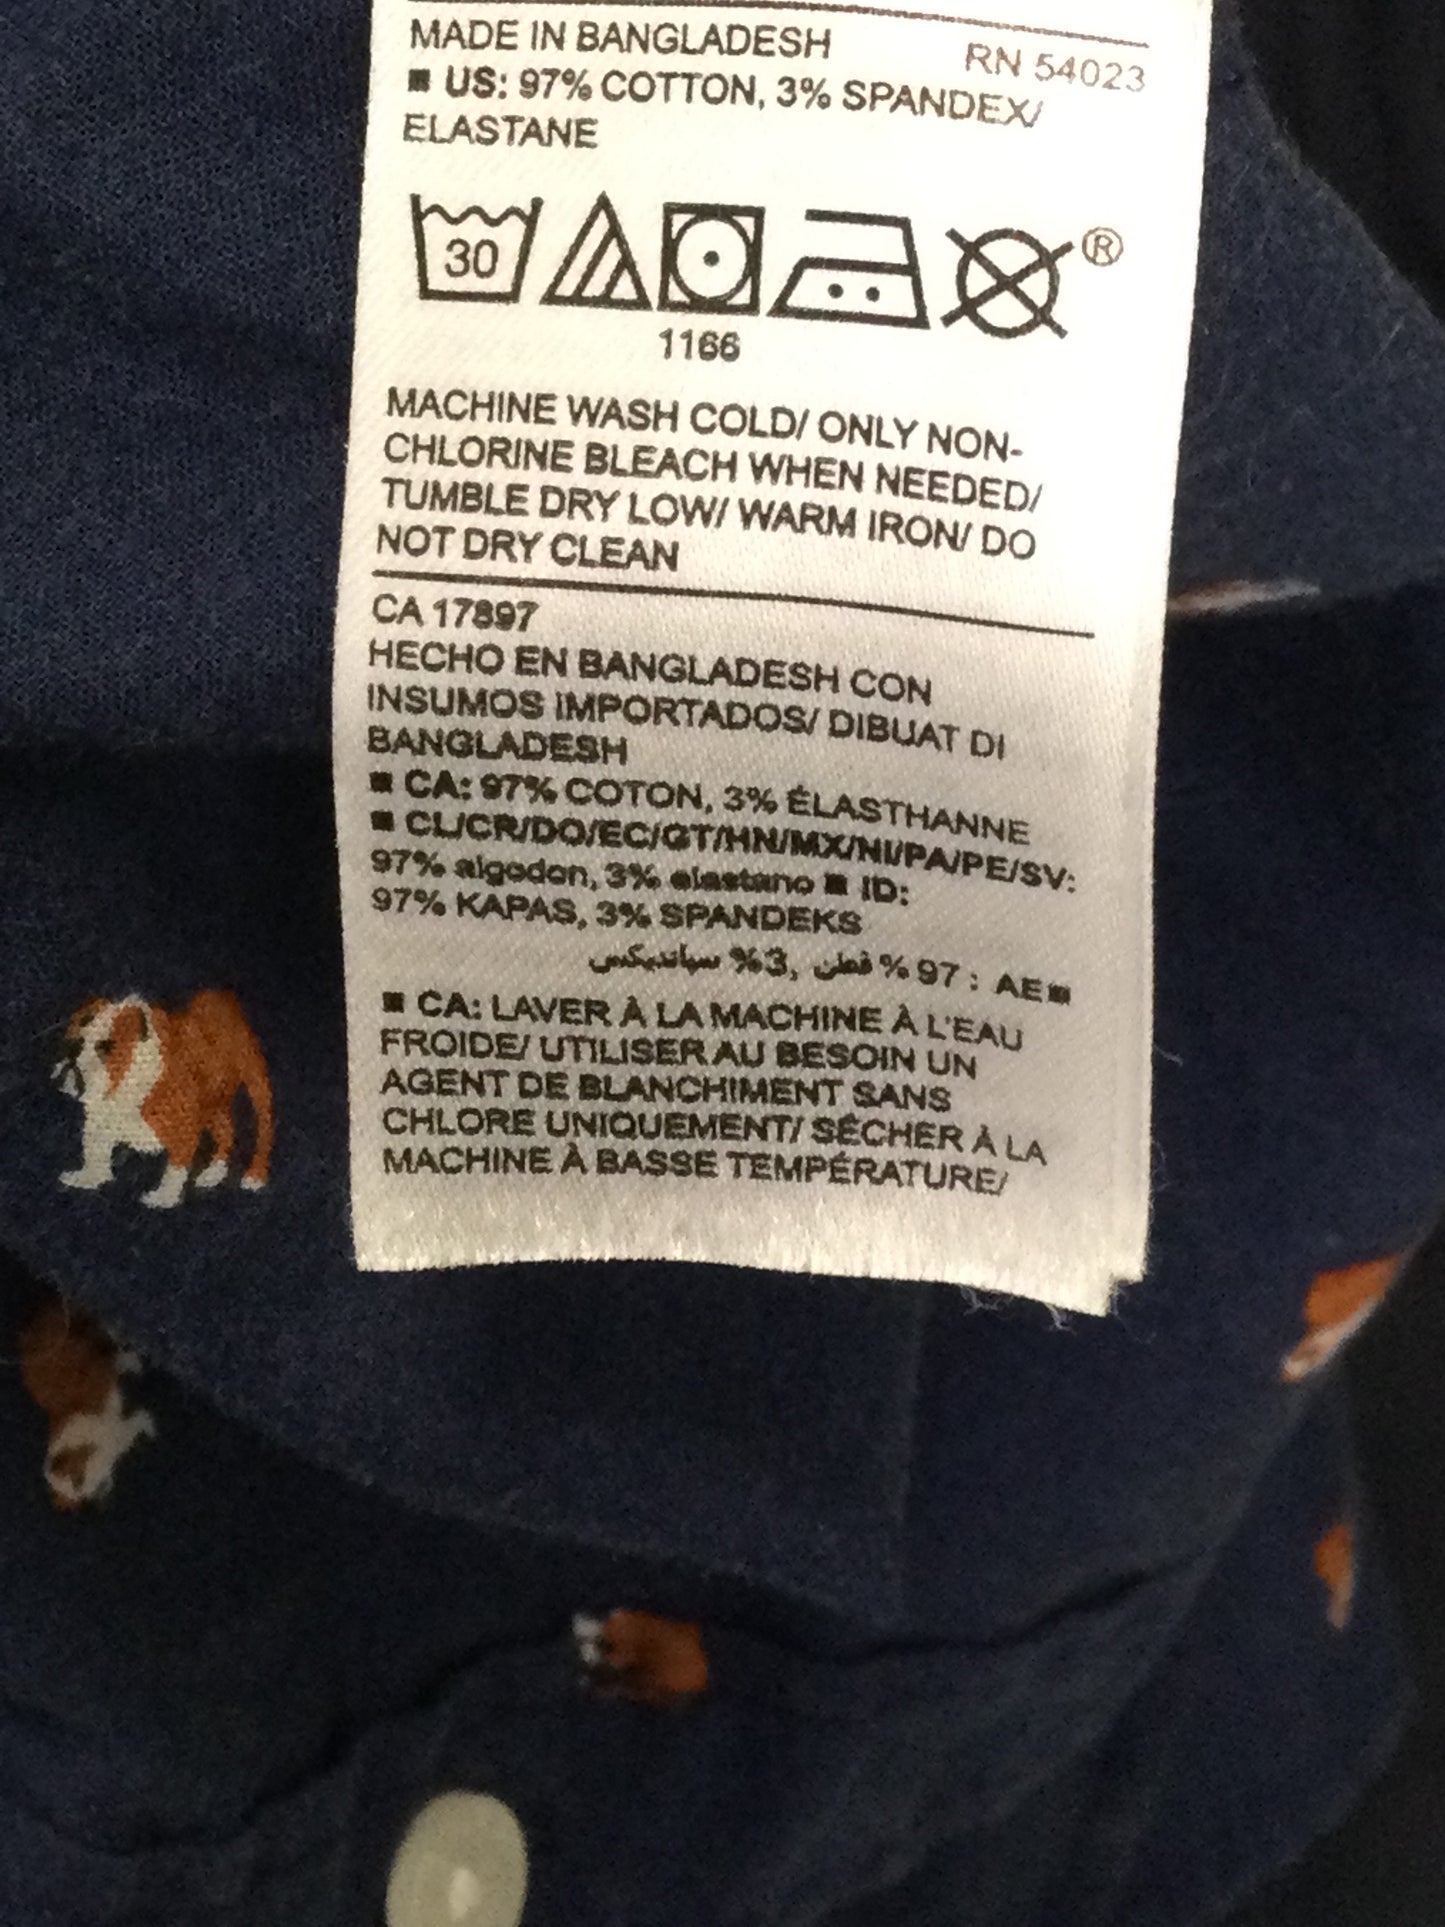 MADE IN BANGLADESH RN 54023
■ US: 97% COTTON, 3% SPANDEX/
ELASTANE
30 ®
1166
MACHINE WASH COLD/ ONLY NON-
CHLORINE BLEACH WHEN NEEDED/
TUMBLE DRY LOW/ WARM IRON/ DO
NOT DRY CLEAN
CA 17897
HECHO EN BANGLADESH CON
INSUMOS IMPORTADOS/ DIBUAT DI
BANGLADESH
■ CA: 97% COTON, 3% ÉLASTHANNE
■ CL/CR/DO/EC/GT/HN/MX/NI/PA/PE/SV:
97% algodon, 3% elastano ■ ID:
97% KAPAS, 3% SPANDEKS
■AE : 97 % قطن, 3% سباندیکس
■ CA: LAVER À LA MACHINE À L'EAU
FROIDE/ UTILISER AU BESOIN UN
AGENT DE BLANCHIMENT SANS
CHLORE UNIQUEMENT/ SÉCHER À LA
MACHINE À BASSE TEMPÉRATURE/